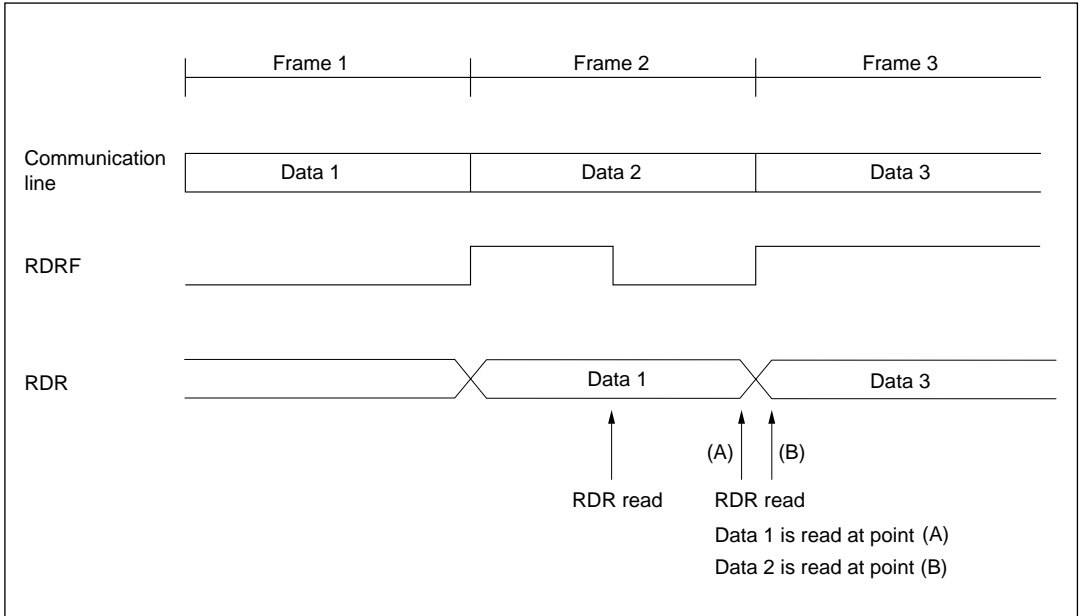 Frame 1 Frame 2 Frame 3
Communication
line
Data 1 Data 2 Data 3
RDRF
RDR
Data 1 Data 3
(A) (B)
RDR read RDR read
Data 1 is read at point (A)
Data 2 is read at point (B)